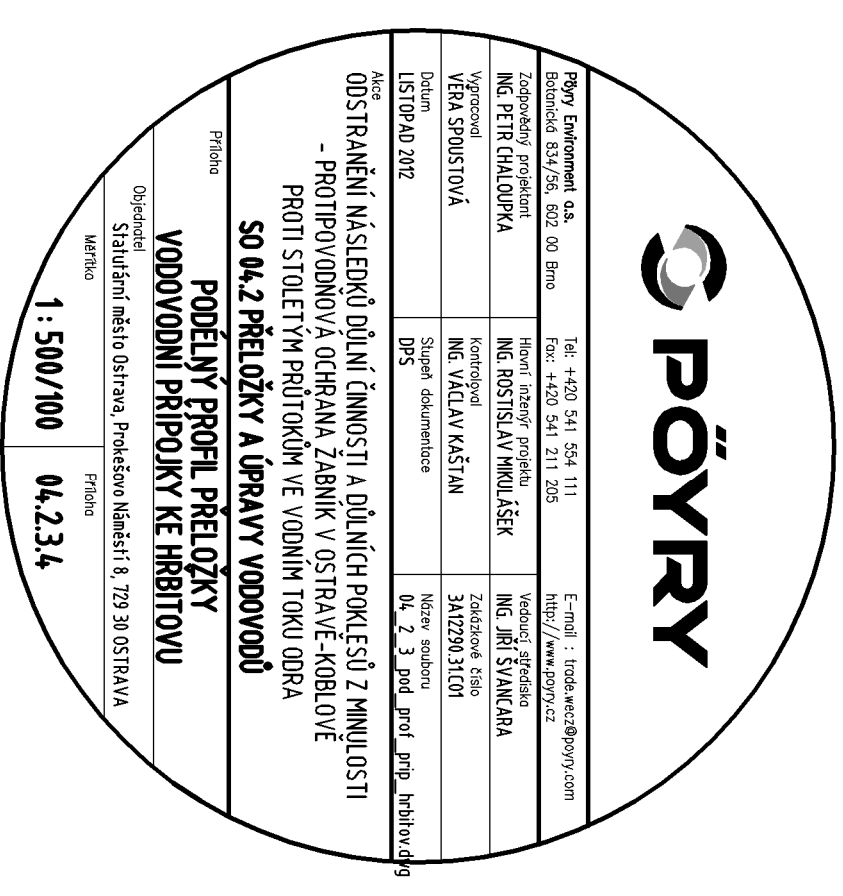 PÖYRY
Pöyry Environment a.s.
Botanická 834/56, 602 00 Brno
Tel: +420 541 554 111
Fax: +420 541 211 205
E-mail : trade.wecz@poyry.com
http://www.poyry.cz
Zodpovědný projektant
ING. PETR CHALOUPKA
Hlavní inženýr projektu
ING. ROSTISLAV MIKULÁŠEK
Vedoucí střediska
ING. JIŘÍ ŠVANCARA
Vypracoval
VĚRA SPOUSTOVÁ
Kontroloval
ING. VÁCLAV KAŠTAN
Zakázkové číslo
3A12290.31.C01
Datum
LISTOPAD 2012
Stupeň dokumentace
DPS
Název souboru
04_2_3_pod_prof_prip_hrbitov.dwg
Akce
ODSTRANĚNÍ NÁSLEDKŮ DŮLNÍ ČINNOSTI A DŮLNÍCH POKLESŮ Z MINULOSTI
- PROTIPOVODŇOVÁ OCHRANA ŽABNÍK V OSTRAVĚ-KOBLOVĚ
PROTI STOLETÝM PRŮTOKŮM VE VODNÍM TOKU ODRA
SO 04.2 PŘELOŽKY A ÚPRAVY VODOVODŮ
Příloha
PODÉLNÝ PROFIL PŘELOŽKY
VODOVODNÍ PŘÍPOJKY KE HŘBITOVU
Objednatel
Statutární město Ostrava, Prokešovo Náměstí 8, 729 30 OSTRAVA
Měřítko
1 : 500/100
Příloha
04.2.3.4